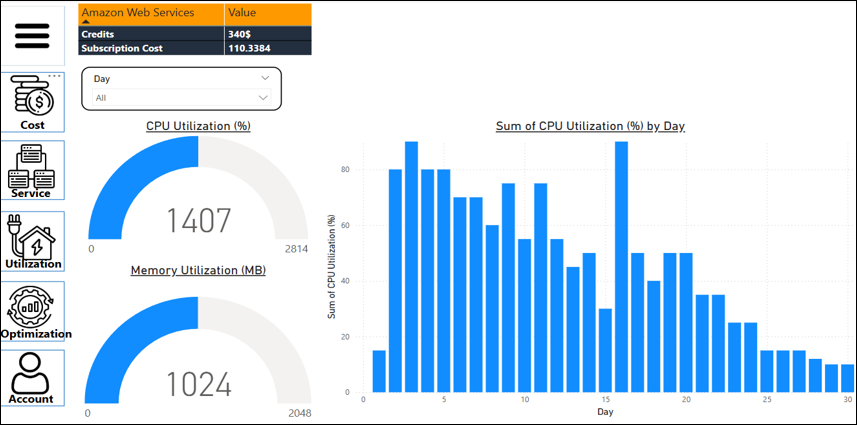 Amazon Web Services Value
Credits 340$
Subscription Cost 110.3384
Day
All
Cost
Service
Utilization
Optimization
Account
CPU Utilization (%)
1407
0 2814
Memory Utilization (MB)
1024
0 2048
Sum of CPU Utilization (%) by Day
Sum of CPU Utilization (%)
80
60
40
20
0
0 5 10 15 20 25 30
Day